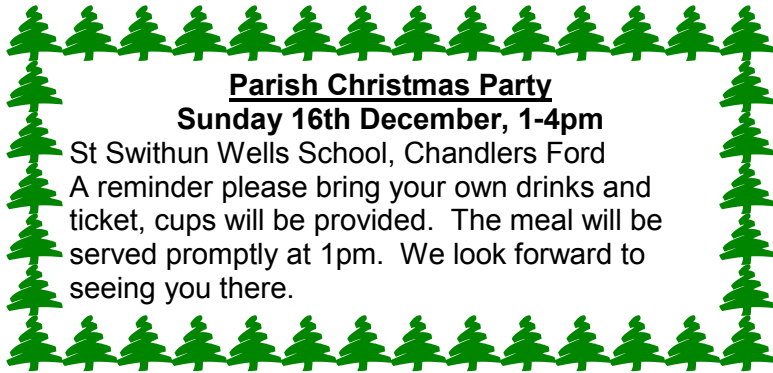 Parish Christmas Party
Sunday 16th December, 1-4pm
St Swithun Wells School, Chandlers Ford
A reminder please bring your own drinks and
ticket, cups will be provided.  The meal will be
served promptly at 1pm.  We look forward to
seeing you there.